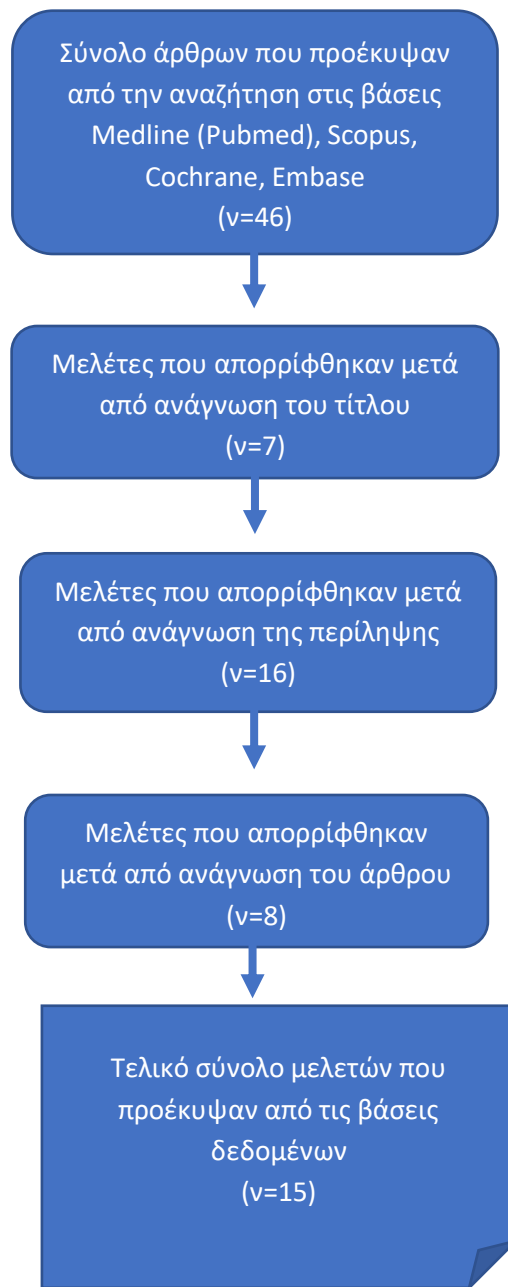 Σύνολο άρθρων που προέκυψαν
από την αναζήτηση στις βάσεις
Medline (Pubmed), Scopus,
Cochrane, Embase
(ν=46)
Μελέτες που απορρίφθηκαν μετά
από ανάγνωση του τίτλου
(ν=7)
Μελέτες που απορρίφθηκαν μετά
από ανάγνωση της περίληψης
(ν=16)
Μελέτες που απορρίφθηκαν
μετά από ανάγνωση του άρθρου
(ν=8)
Τελικό σύνολο μελετών που
προέκυψαν από τις βάσεις
δεδομένων
(ν=15)